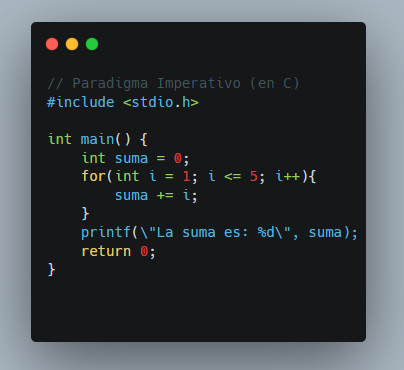 // Paradigma Imperativo (en C)
#include <stdio.h>
int main() {
    int suma = 0;
    for(int i = 1; i <= 5; i++){
        suma += i;
    }
    printf(\"La suma es: %d\", suma);
    return 0;
}